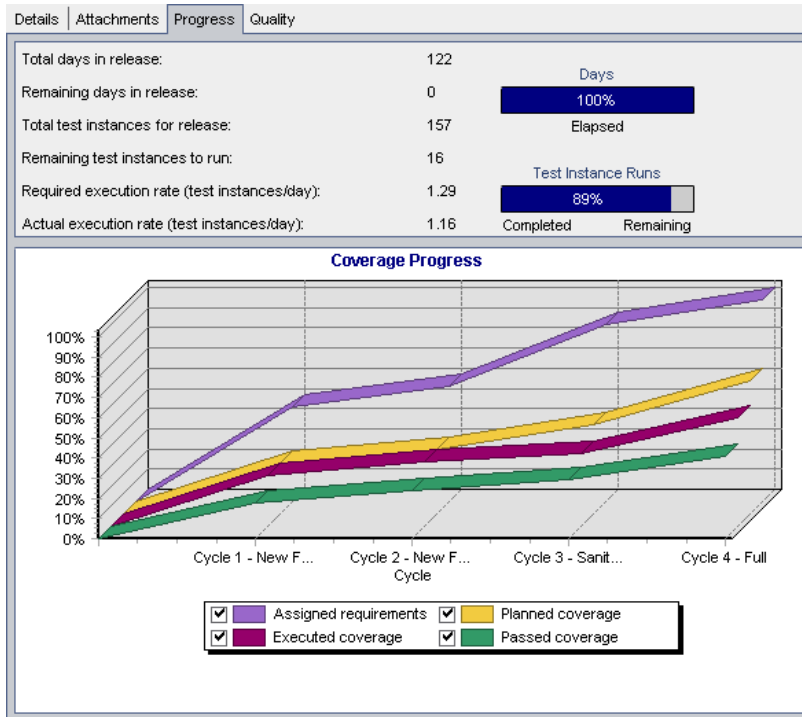 Details Attachments Progress Quality
Total days in release: 122
Remaining days in release: 0
Total test instances for release: 157
Remaining test instances to run: 16
Required execution rate (test instances/day): 1.29
Actual execution rate (test instances/day): 1.16
Days
100%
Elapsed
Test Instance Runs
89%
Completed Remaining
Coverage Progress
100%
90%
80%
70%
60%
50%
40%
30%
20%
10%
0%
Cycle 1 - New F... Cycle 2 - New F... Cycle 3 - Sanit... Cycle 4 - Full
Cycle
Assigned requirements Planned coverage
Executed coverage Passed coverage